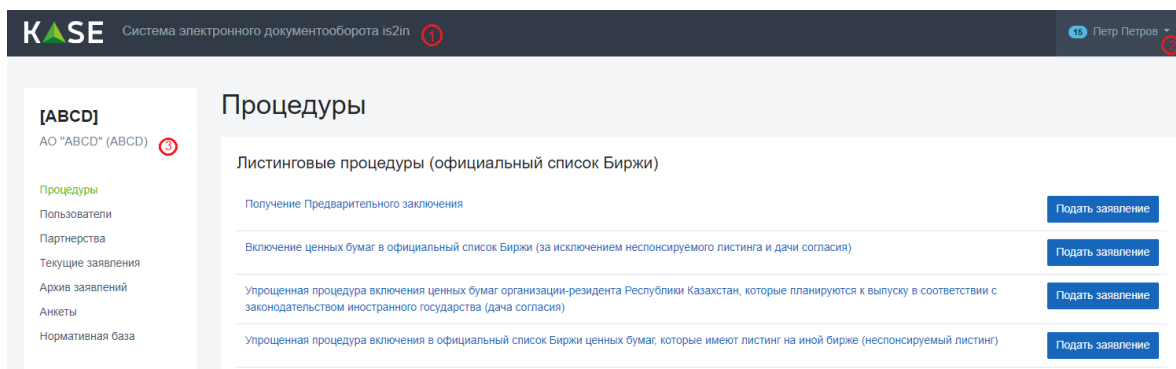 KASE Система электронного документооборота is2in 1
15 Петр Петров
2
[ABCD]
АО "ABCD" (ABCD) 3
Процедуры
Пользователи
Партнерства
Текущие заявления
Архив заявлений
Анкеты
Нормативная база
Процедуры
Листинговые процедуры (официальный список Биржи)
Получение Предварительного заключения Подать заявление
Включение ценных бумаг в официальный список Биржи (за исключением неспонсируемого листинга и дачи согласия) Подать заявление
Упрощенная процедура включения ценных бумаг организации-резидента Республики Казахстан, которые планируются к выпуску в соответствии с
законодательством иностранного государства (дача согласия) Подать заявление
Упрощенная процедура включения в официальный список Биржи ценных бумаг, которые имеют листинг на иной бирже (неспонсируемый листинг) Подать заявление